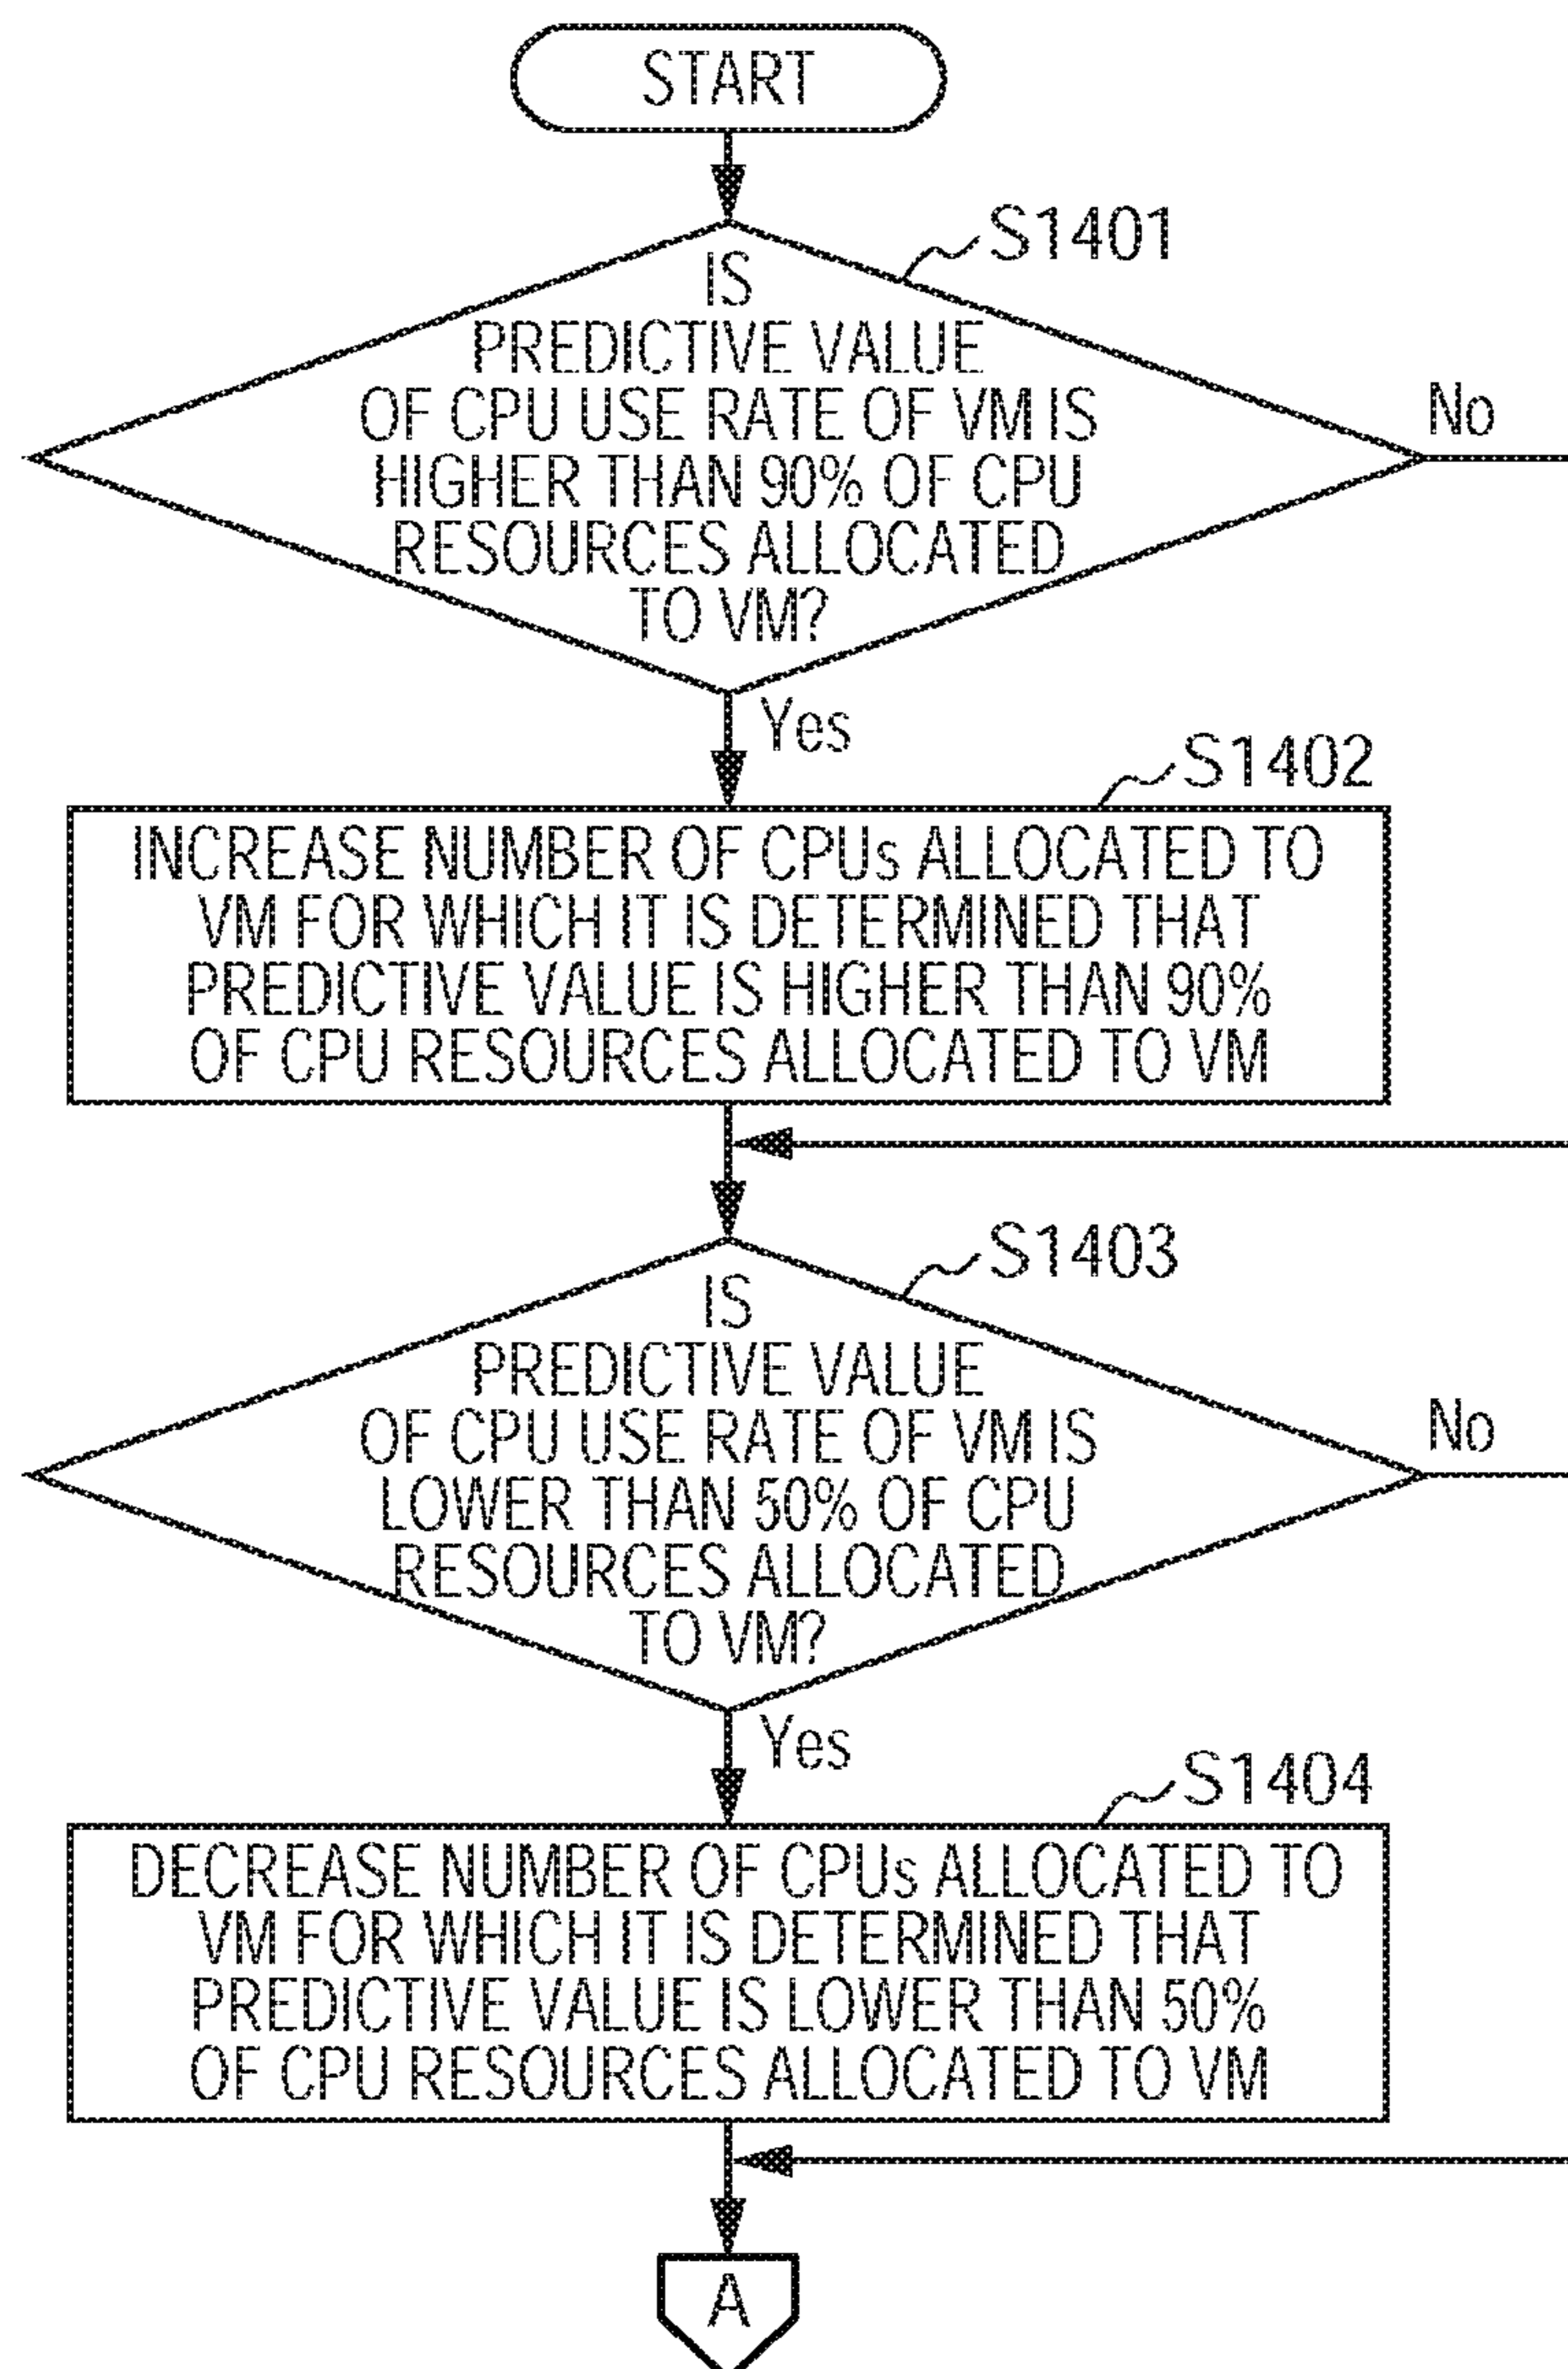 START
S1401
IS
PREDICTIVE VALUE
OF CPU USE RATE OF VM IS
HIGHER THAN 90% OF CPU
RESOURCES ALLOCATED
TO VM?
No
Yes
S1402
INCREASE NUMBER OF CPUs ALLOCATED TO
VM FOR WHICH IT IS DETERMINED THAT
PREDICTIVE VALUE IS HIGHER THAN 90%
OF CPU RESOURCES ALLOCATED TO VM
S1403
IS
PREDICTIVE VALUE
OF CPU USE RATE OF VM IS
LOWER THAN 50% OF CPU
RESOURCES ALLOCATED
TO VM?
No
Yes
S1404
DECREASE NUMBER OF CPUs ALLOCATED TO
VM FOR WHICH IT IS DETERMINED THAT
PREDICTIVE VALUE IS LOWER THAN 50%
OF CPU RESOURCES ALLOCATED TO VM
A